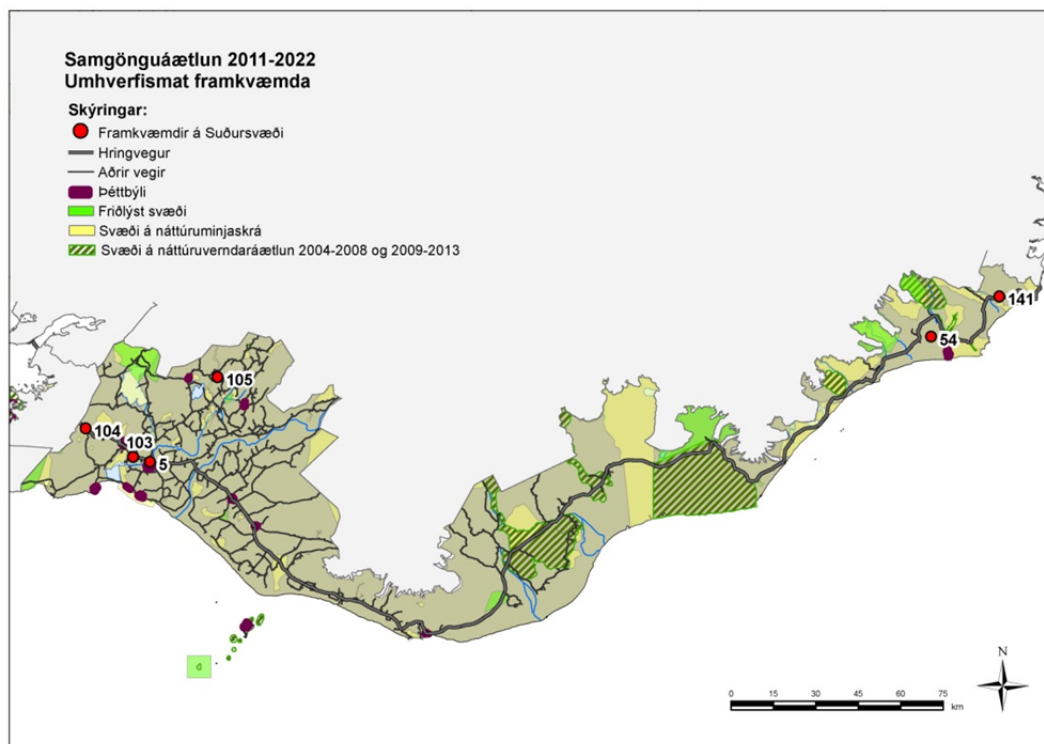 Samgönguáætlun 2011-2022
Umhverfismat framkvæmda
Skýringar:
Framkvæmdir á Suðursvæði
Hringvegur
Aðrir vegir
Þéttbýli
Friðlýst svæði
Svæði á náttúruminjaskrá
Svæði á náttúruverndaráætlun 2004-2008 og 2009-2013
141
54
105
104
103
5
N
0 15 30 45 60 75
km